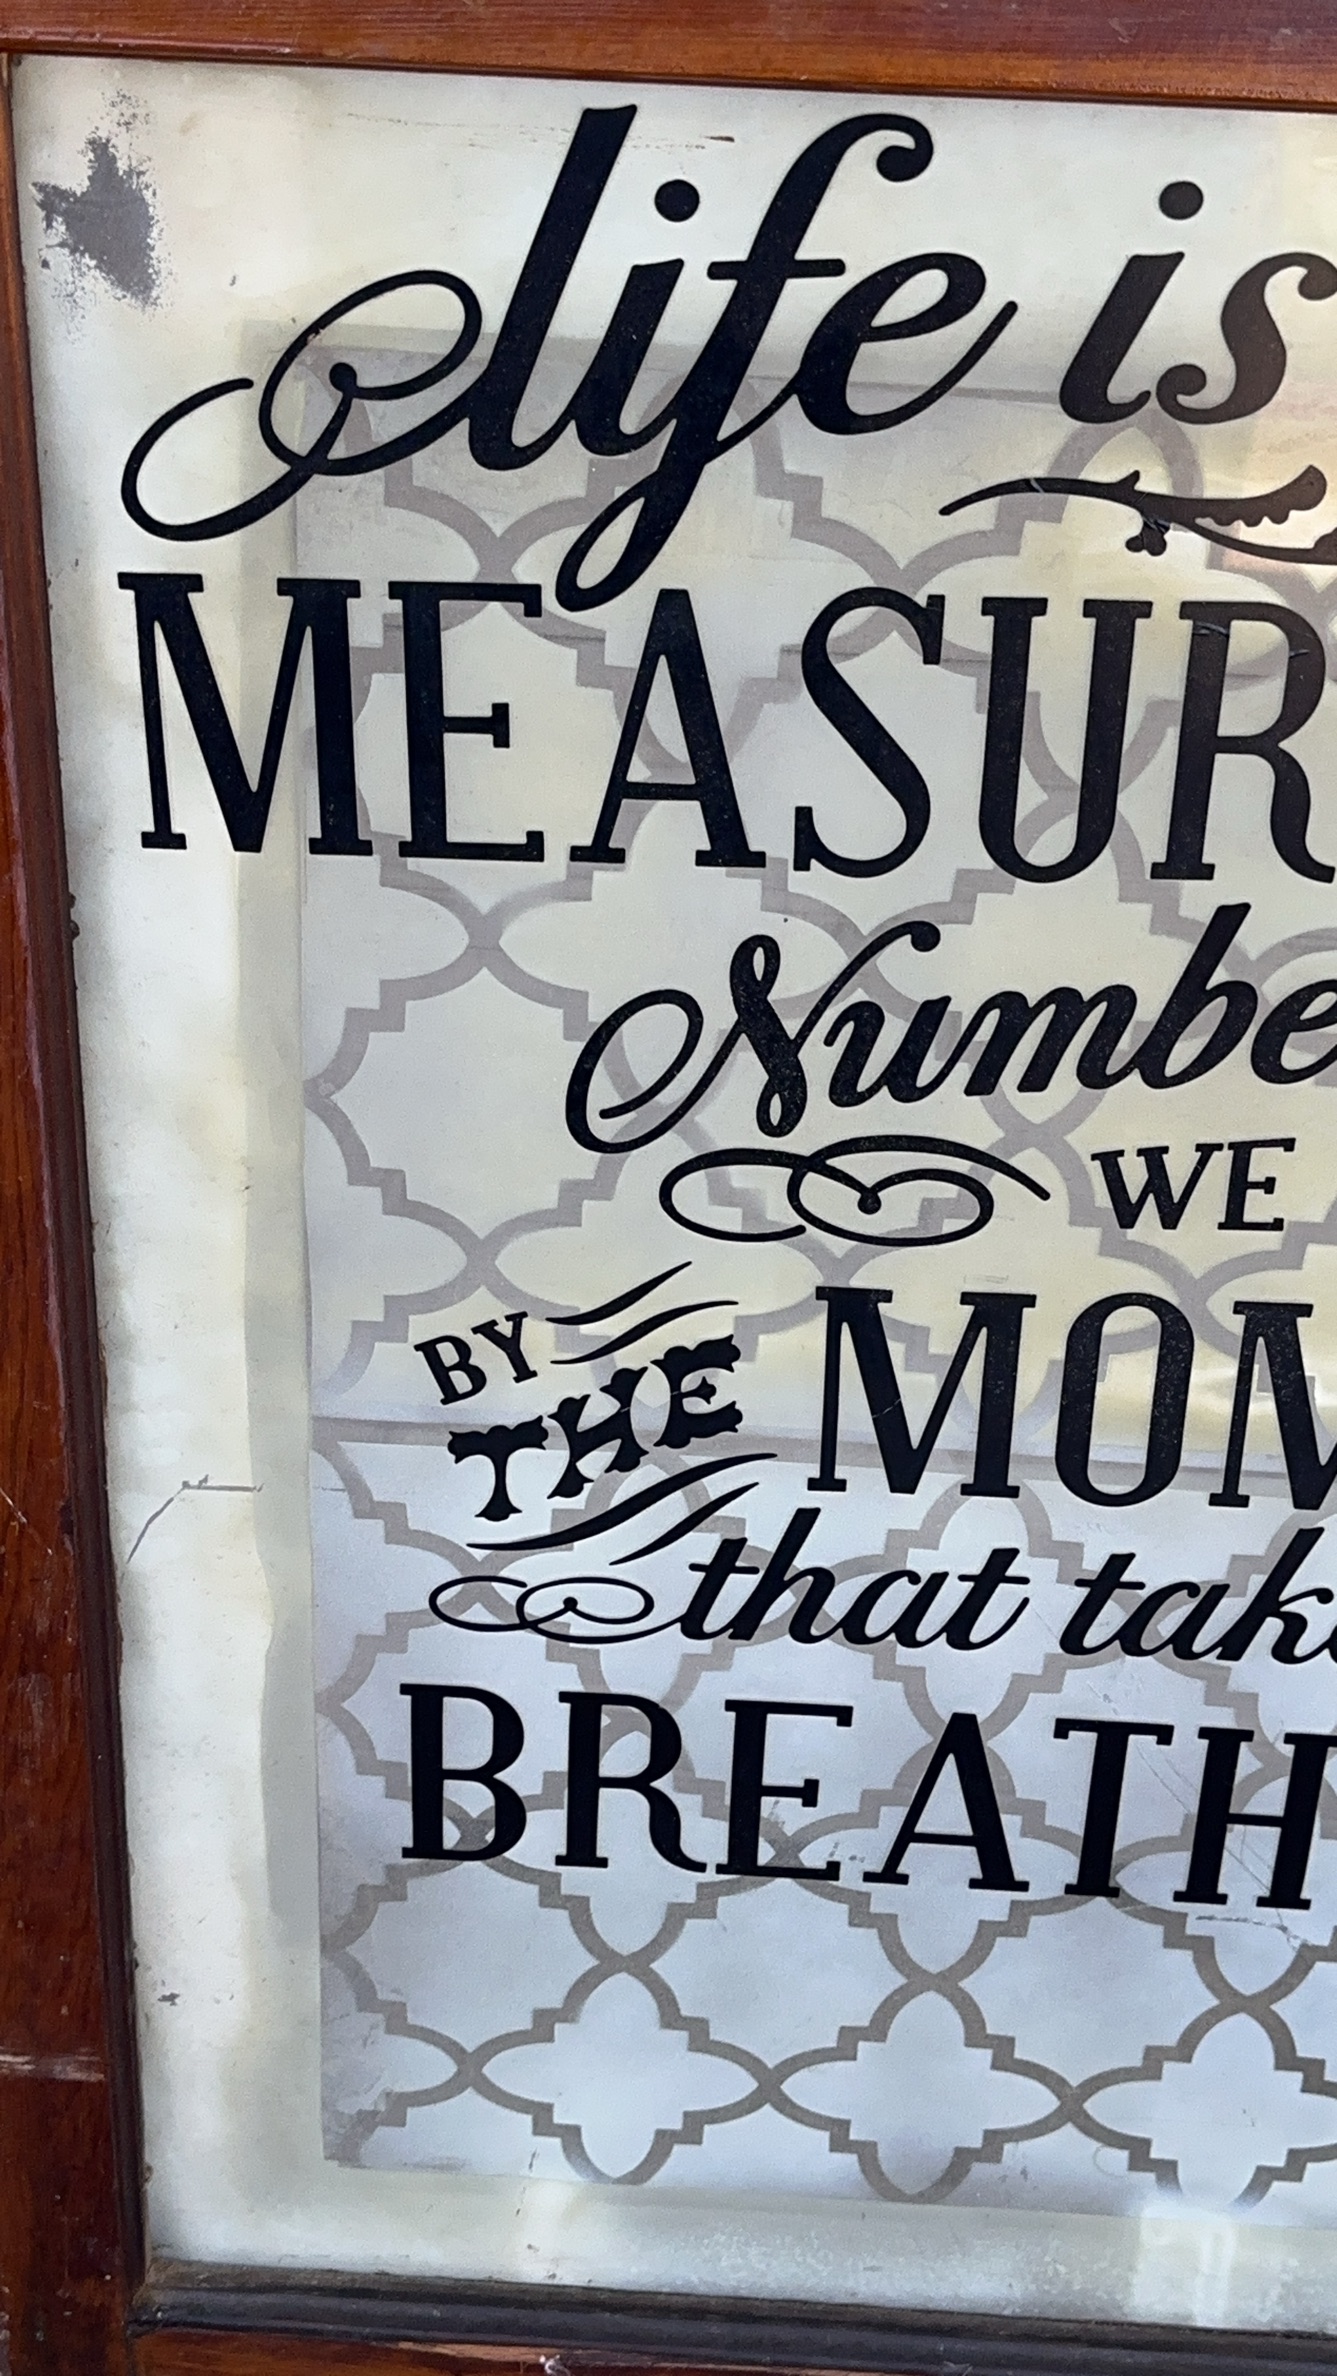 life is
MEASUR
Numbe
WE
BY THE MOM
that tak
BREATH